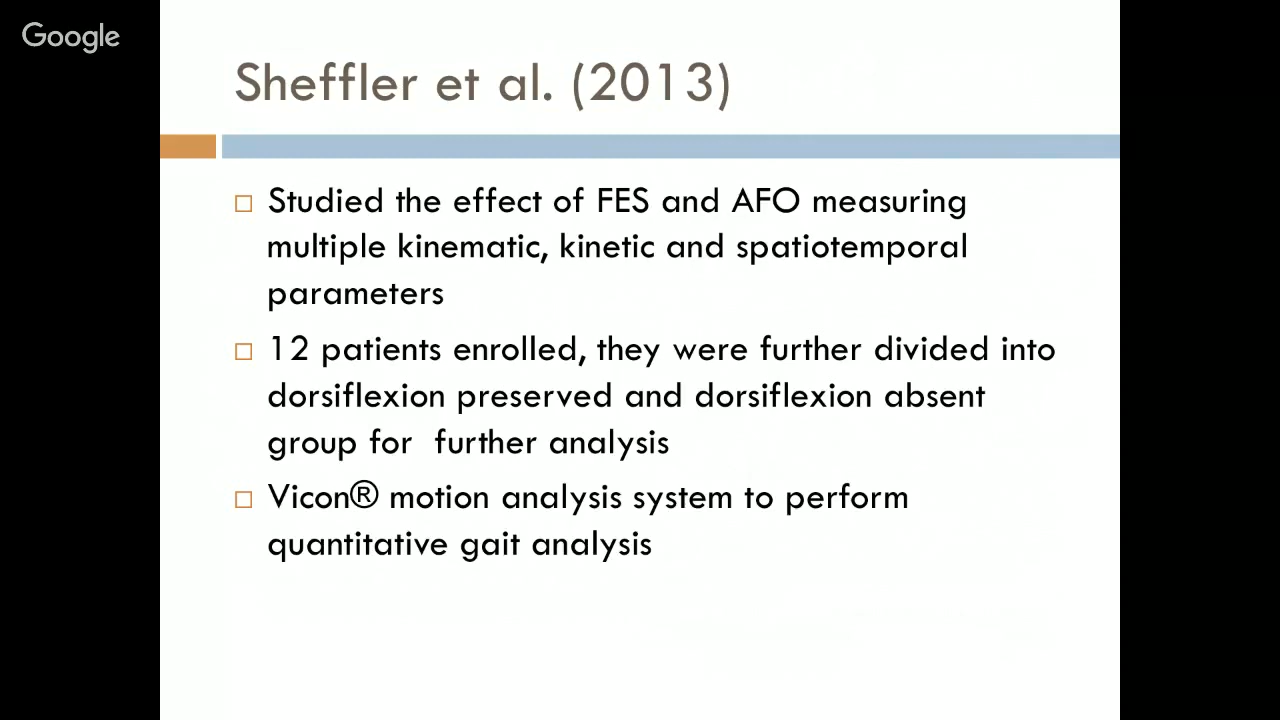 Google
Sheffler et al. (2013)
Studied the effect of FES and AFO measuring
multiple kinematic, kinetic and spatiotemporal
parameters
12 patients enrolled, they were further divided into
dorsiflexion preserved and dorsiflexion absent
group for  further analysis
Vicon® motion analysis system to perform
quantitative gait analysis